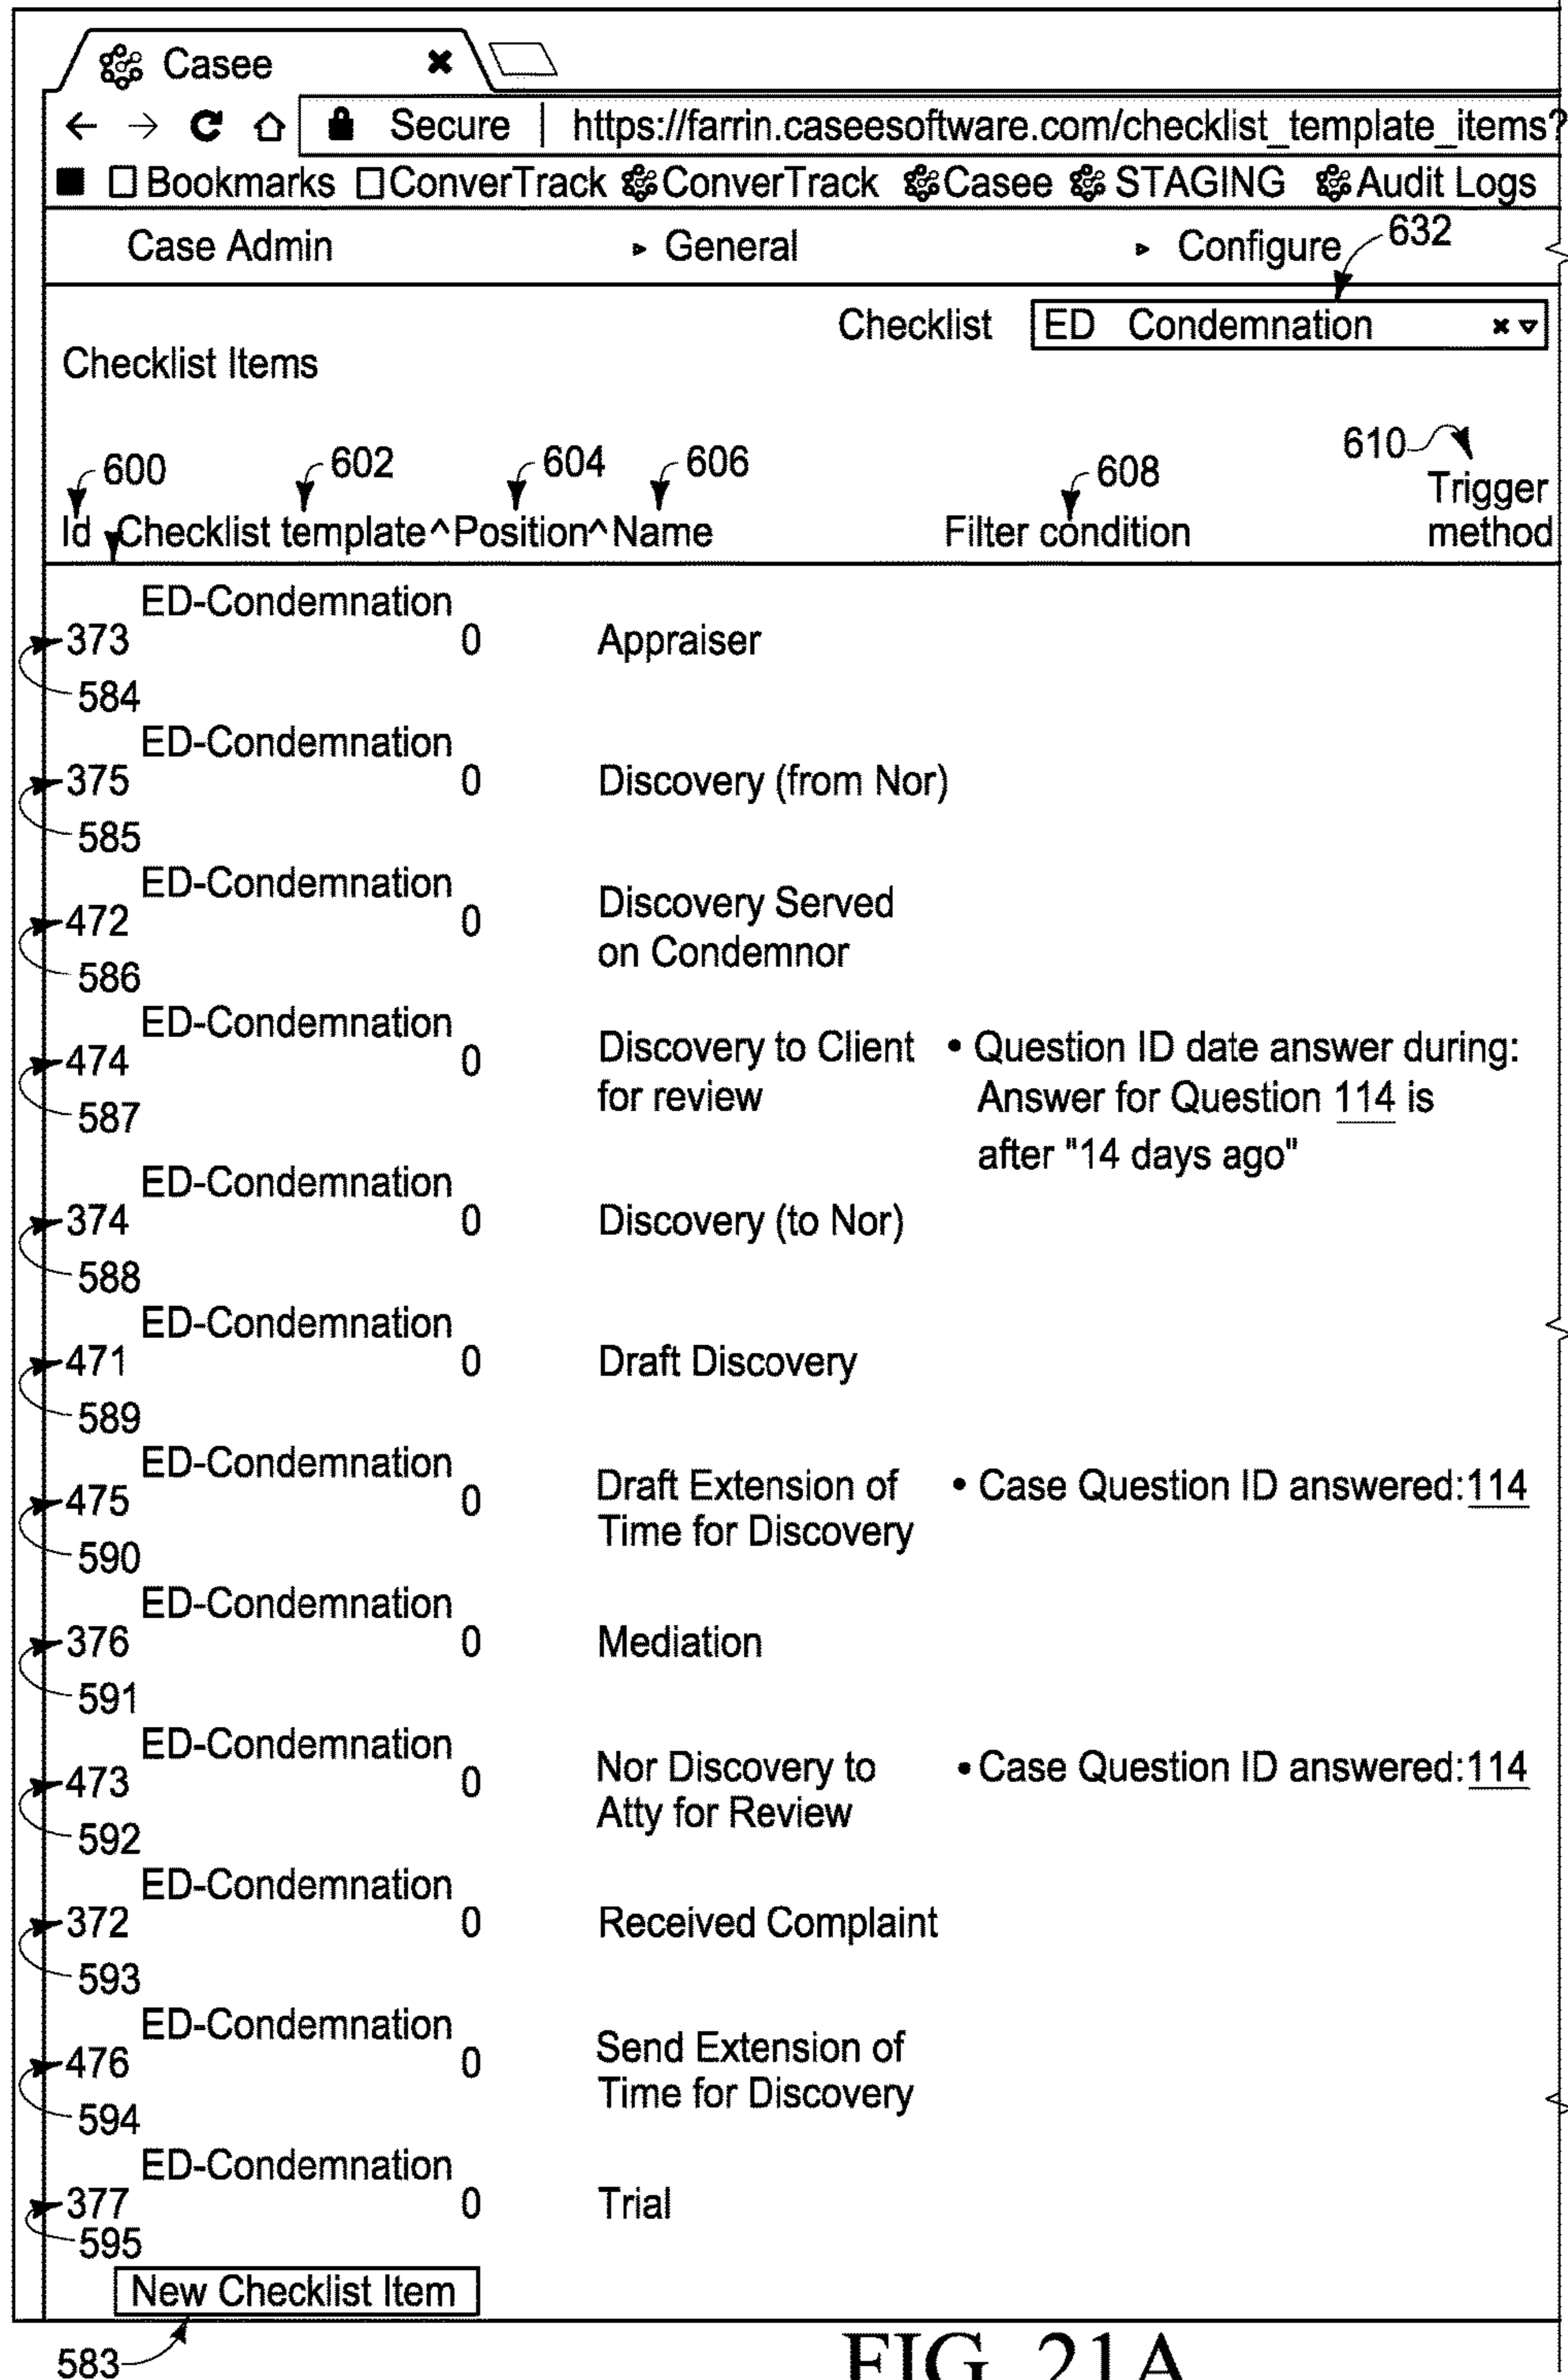 Casee
Secure | https://farrin.caseesoftware.com/checklist_template_items?
Bookmarks ConverTrack ConverTrack Casee STAGING Audit Logs
Case Admin General Configure 632
Checklist ED Condemnation
Checklist Items
600 602 604 606 608 610
Trigger
Id Checklist template^Position^Name Filter condition method
ED-Condemnation
373 0 Appraiser
584
ED-Condemnation
375 0 Discovery (from Nor)
585
ED-Condemnation
Discovery Served
472 0
on Condemnor
586
ED-Condemnation
Discovery to Client • Question ID date answer during:
474 0
for review Answer for Question 114 is
587
after "14 days ago"
ED-Condemnation
374 0 Discovery (to Nor)
588
ED-Condemnation
471 0 Draft Discovery
589
ED-Condemnation
Draft Extension of • Case Question ID answered:114
475 0
Time for Discovery
590
ED-Condemnation
376 0 Mediation
591
ED-Condemnation
Nor Discovery to • Case Question ID answered:114
473 0
Atty for Review
592
ED-Condemnation
372 0 Received Complaint
593
ED-Condemnation
Send Extension of
476 0
Time for Discovery
594
ED-Condemnation
377 0 Trial
595
New Checklist Item
583
FIG. 21A